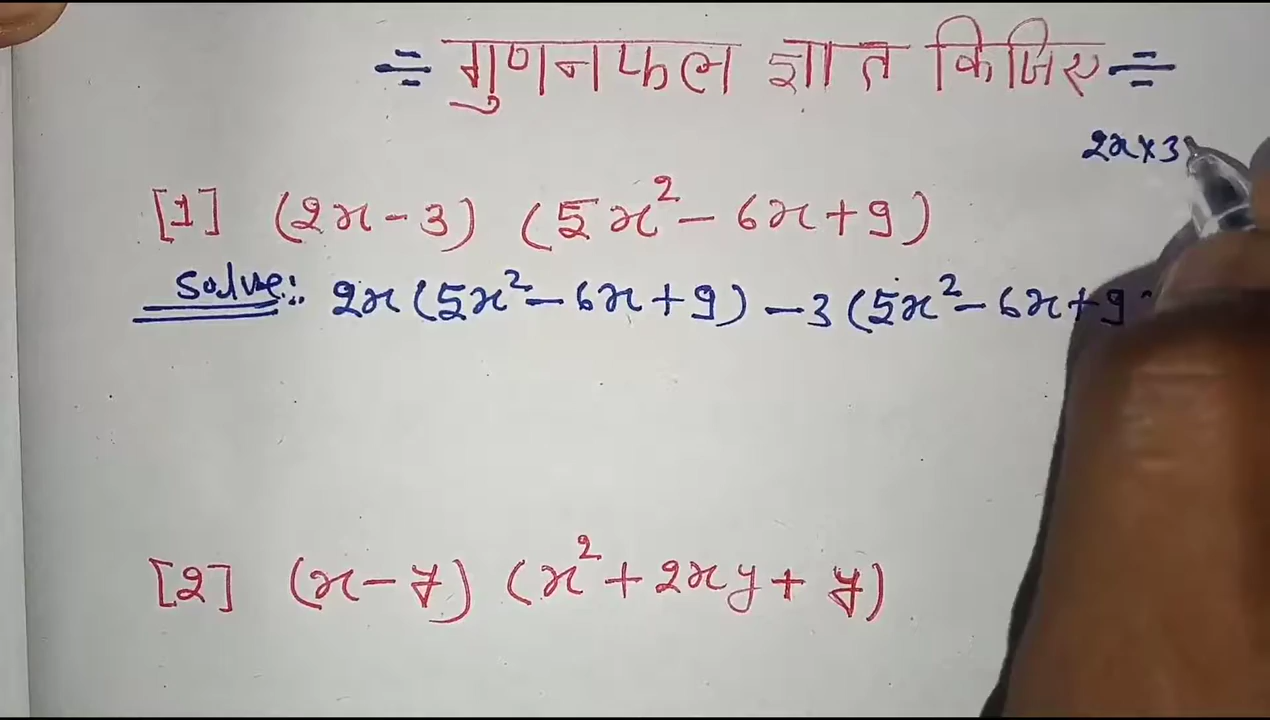 गुणनफल ज्ञात किजिए
2x×3
[1] (2x-3) (5x²-6x+9)
Solve:. 2x(5x²-6x+9)-3(5x²-6x+9
[2] (x-7) (x²+2xy+7)